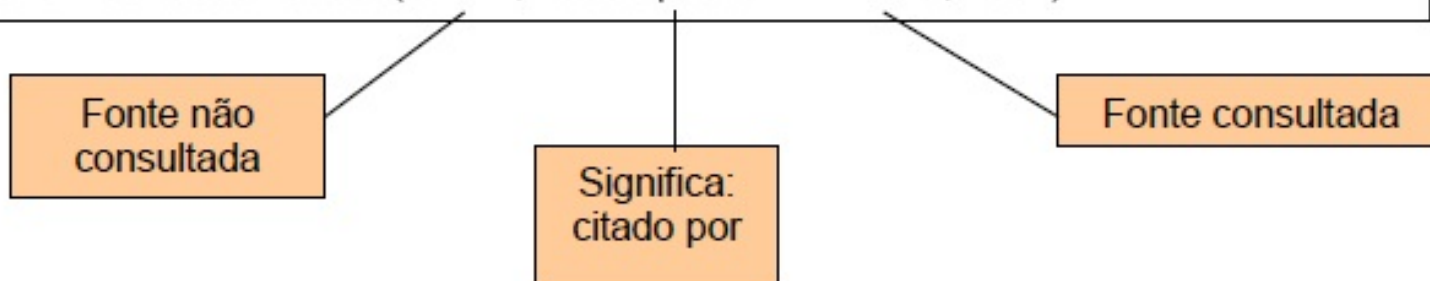 Fonte não
consultada
Significa:
citado por
Fonte consultada